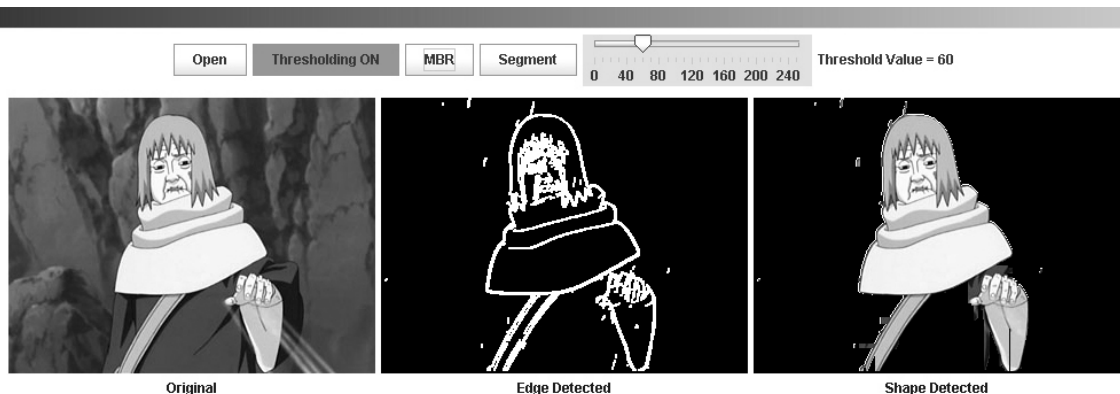 Open Thresholding ON MBR Segment Threshold Value = 60
0 40 80 120 160 200 240
Original Edge Detected Shape Detected